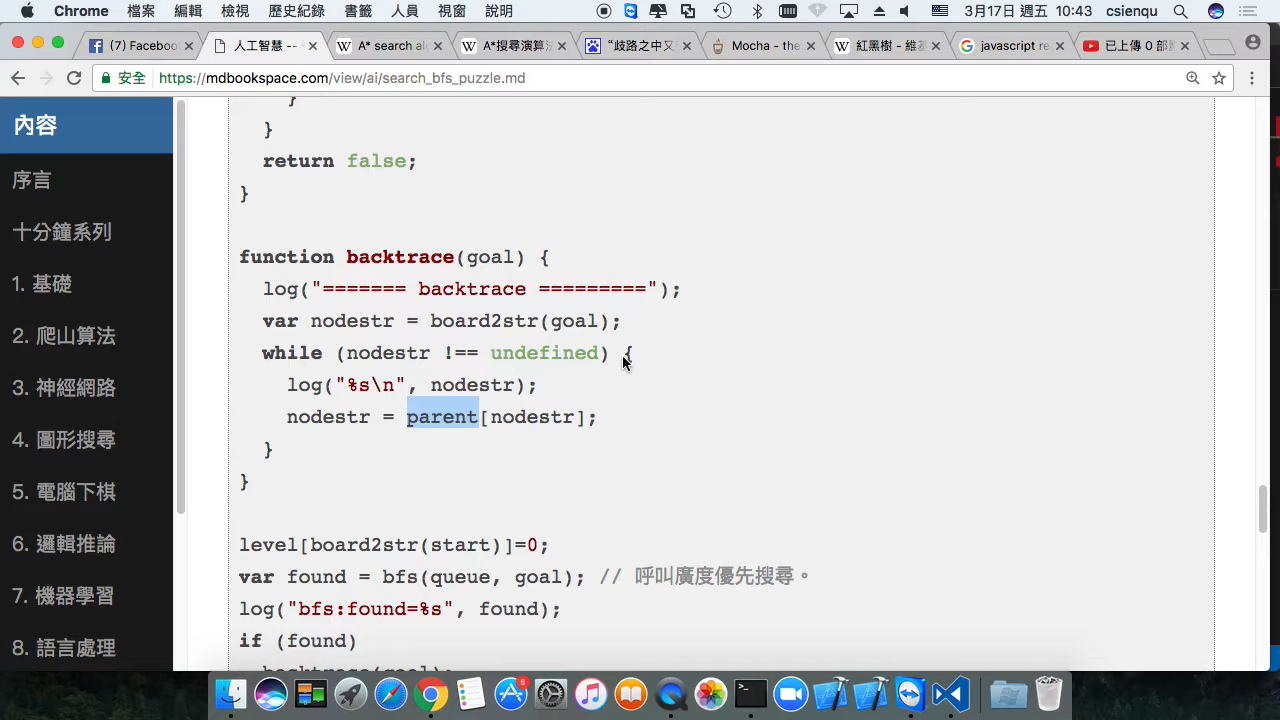 Chrome 檔案 編輯 檢視 歷史紀錄 書籤 人員 視窗 說明 3月17日 週五 10:43 csienqu
(7) Facebook 人工智慧 -- A* search al A*搜尋演算 “歧路之中又 Mocha - the 紅黑樹 - 維基 javascript re 已上傳 0 部
安全 https://mdbookspace.com/view/ai/search_bfs_puzzle.md
內容
序言
十分鐘系列
1. 基礎
2. 爬山算法
3. 神經網路
4. 圖形搜尋
5. 電腦下棋
6. 邏輯推論
7. 機器學習
8. 語言處理
}
}
return false;
}
function backtrace(goal) {
log("======= backtrace =========");
var nodestr = board2str(goal);
while (nodestr !== undefined) {
log("%s\n", nodestr);
nodestr = parent[nodestr];
}
}
level[board2str(start)]=0;
var found = bfs(queue, goal); // 呼叫廣度優先搜尋。
log("bfs:found=%s", found);
if (found)
backtrace(goal);
6